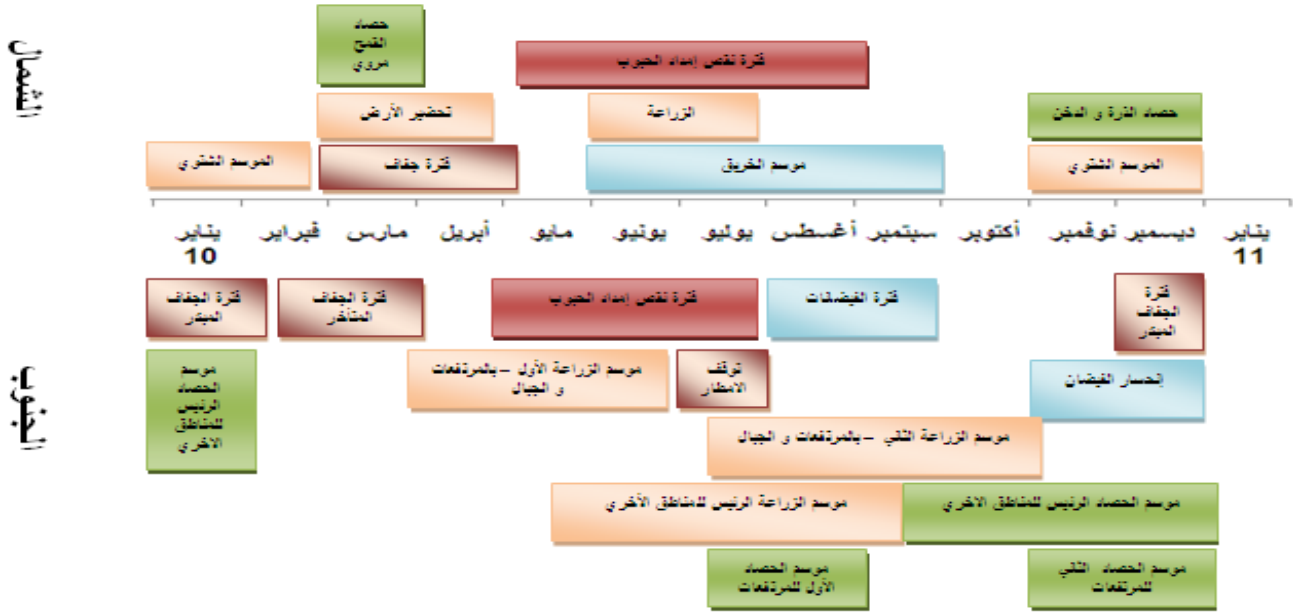 الشمال
حصاد
القمح
مروي
فترة نقص إمداد الحبوب
تحضير الأرض
الزراعة
حصاد الذرة و الدخن
الموسم الشتوي
فترة جفاف
موسم الخريق
الموسم الشتوي
يناير
10
فبراير
مارس
أبريل
مايو
يونيو
يوليو
أغسطس
سبتمبر
أكتوبر
نوفمبر
ديسمبر
يناير
11
الجنوب
فترة الجفاف
المبكر
فترة الجفاف
المتأخر
فترة نقص إمداد الحبوب
فترة الفيضانات
فترة
الجفاف
المبكر
موسم
الحصاد
الرئيس
للمناطق
الاخري
موسم الزراعة الأول – بالمرتفعات
و الجبال
توقف
الامطار
إنحسار الفيضان
موسم الزراعة الثاني – بالمرتفعات و الجبال
موسم الزراعة الرئيس للمناطق الأخري
موسم الحصاد الرئيس للمناطق الاخري
موسم الحصاد
الأول للمرتفعات
موسم الحصاد الثاني
للمرتفعات